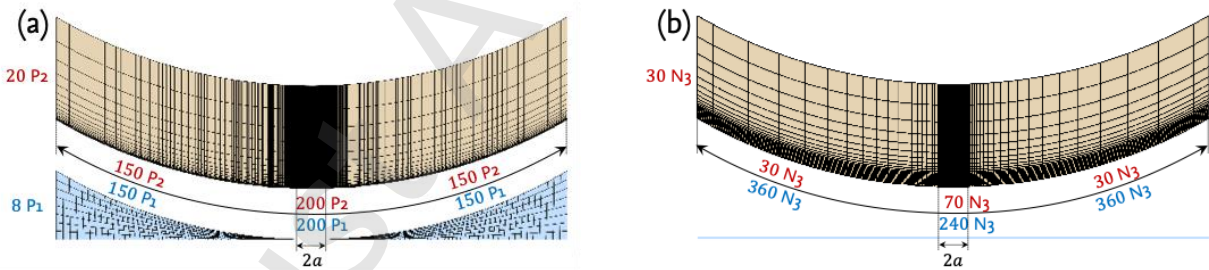 (a)
20 P₂
150 P₂
150 P₂
150 P₁
150 P₁
8 P₁
200 P₂
200 P₁
2a
(b)
30 N₃
30 N₃
30 N₃
360 N₃
360 N₃
70 N₃
240 N₃
2a